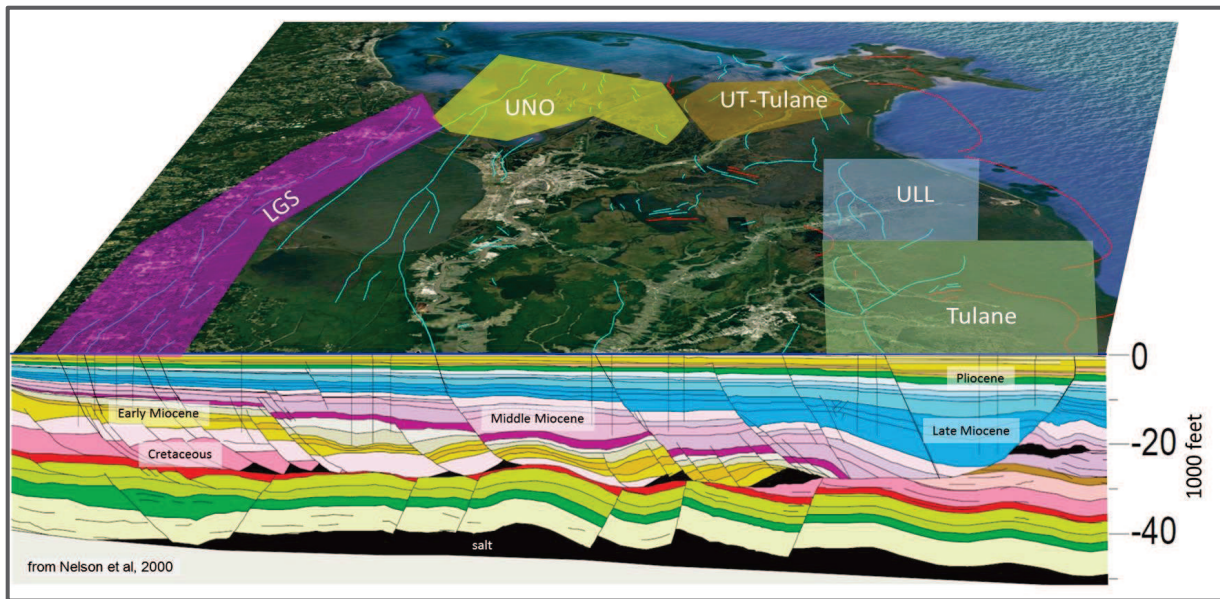 UNO
UT-Tulane
LGS
ULL
Tulane
0
Pliocene
Early Miocene
Middle Miocene
Late Miocene
-20
Cretaceous
1000 feet
-40
salt
from Nelson et al, 2000